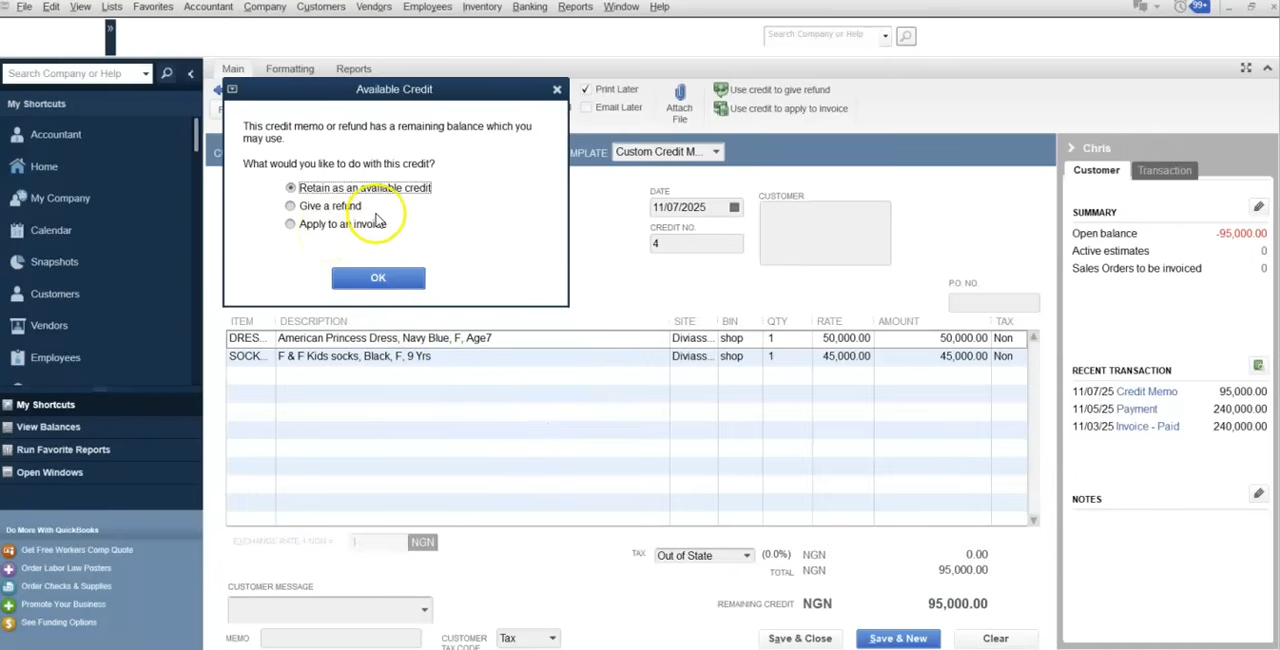 File Edit View Lists Favorites Accountant Company Customers Vendors Employees Inventory Banking Reports Window Help
99+
Search Company or Help
Search Company or Help
My Shortcuts
Accountant
Home
My Company
Calendar
Snapshots
Customers
Vendors
Employees
My Shortcuts
View Balances
Run Favorite Reports
Open Windows
Do More With QuickBooks
Get Free Workers Comp Quote
Order Labor Law Posters
Order Checks & Supplies
Promote Your Business
See Funding Options
Main Formatting Reports
Available Credit
This credit memo or refund has a remaining balance which you
may use.
What would you like to do with this credit?
Retain as an available credit
Give a refund
Apply to an invoice
OK
Print Later
Email Later
Attach
File
Use credit to give refund
Use credit to apply to invoice
Custom Credit M...
DATE
11/07/2025
CREDIT NO.
4
CUSTOMER
P.O. NO.
ITEM DESCRIPTION SITE BIN QTY RATE AMOUNT TAX
DRES... American Princess Dress, Navy Blue, F, Age7 Diviass... shop 1 50,000.00 50,000.00 Non
SOCK... F & F Kids socks, Black, F, 9 Yrs Diviass... shop 1 45,000.00 45,000.00 Non
EXCHANGE RATE 1 NGN = 1 NGN
TAX Out of State (0.0%) NGN 0.00
TOTAL NGN 95,000.00
CUSTOMER MESSAGE
REMAINING CREDIT NGN 95,000.00
MEMO
CUSTOMER
TAX CODE
Tax
Save & Close Save & New Clear
Chris
Customer Transaction
SUMMARY
Open balance -95,000.00
Active estimates 0
Sales Orders to be invoiced 0
RECENT TRANSACTION
11/07/25 Credit Memo 95,000.00
11/05/25 Payment 240,000.00
11/03/25 Invoice - Paid 240,000.00
NOTES